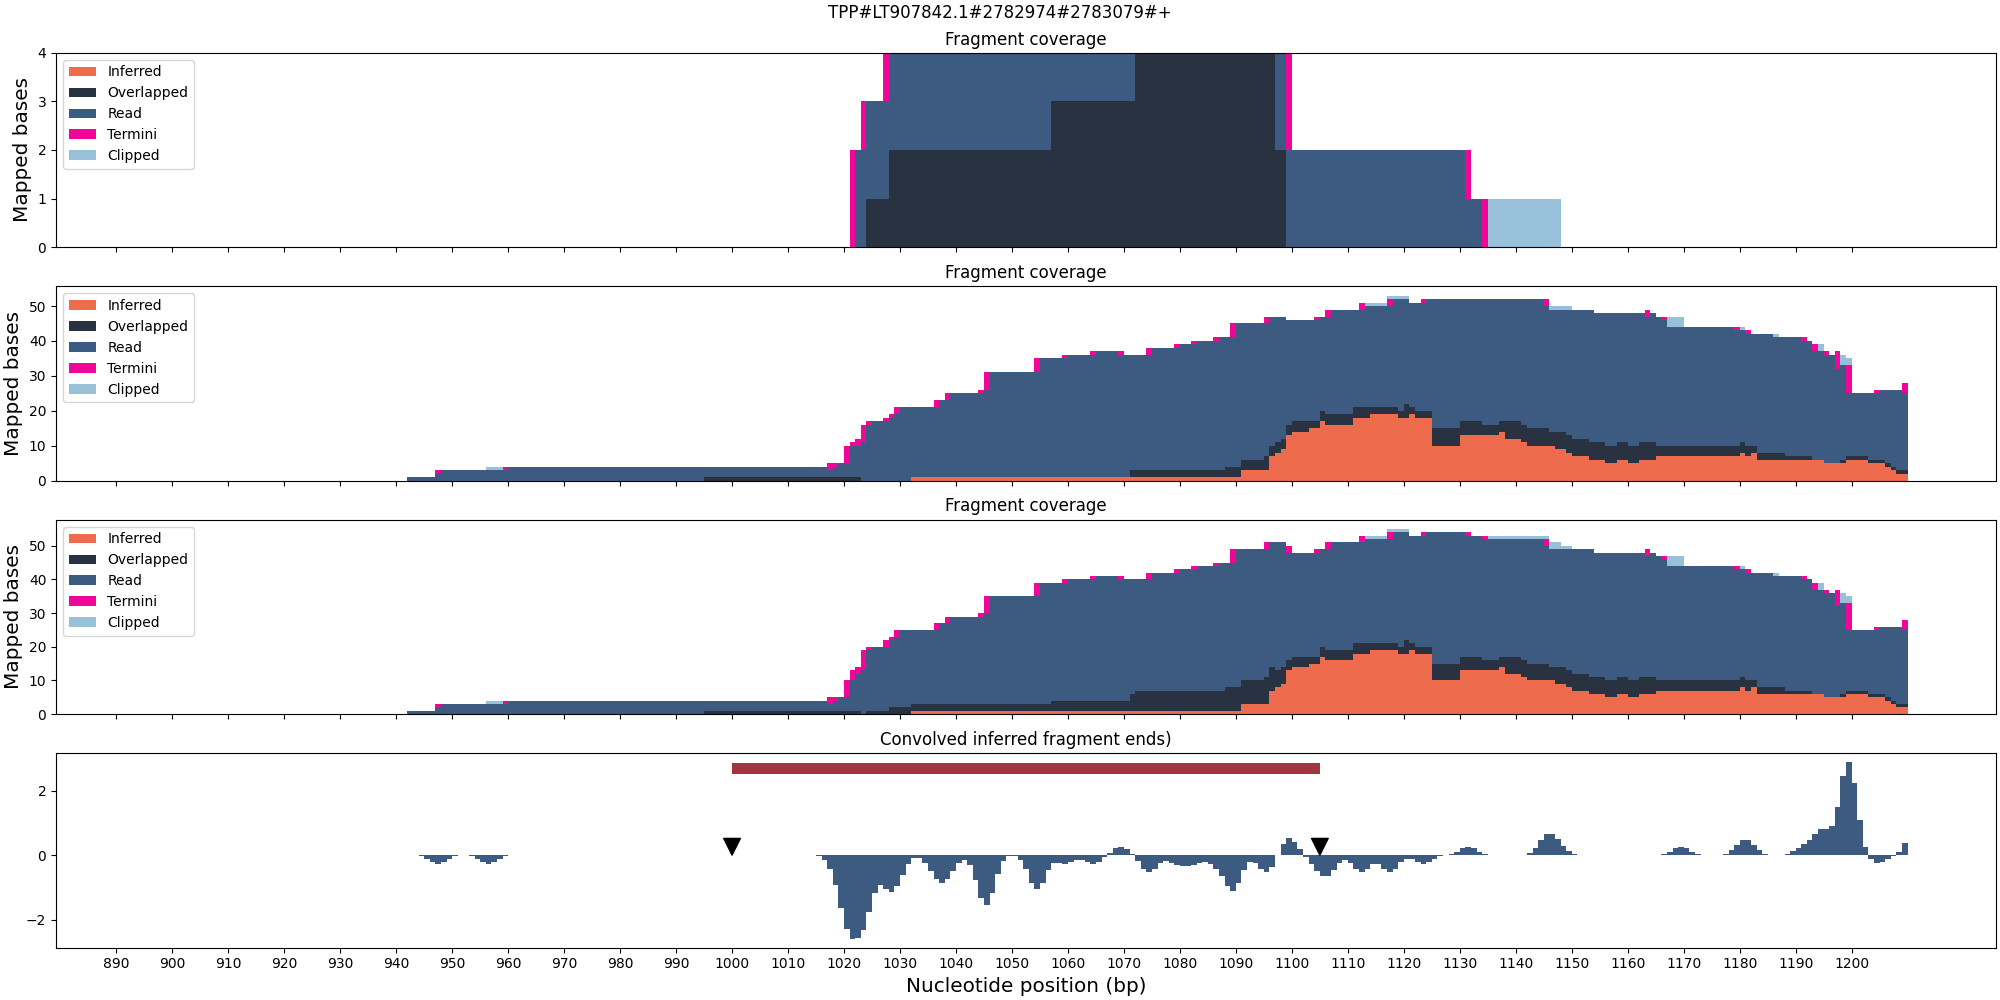 TPP#LT907842.1#2782974#2783079#+
Fragment coverage
Mapped bases
4
3
2
1
0
Inferred
Overlapped
Read
Termini
Clipped
Fragment coverage
Mapped bases
50
40
30
20
10
0
Inferred
Overlapped
Read
Termini
Clipped
Fragment coverage
Mapped bases
50
40
30
20
10
0
Inferred
Overlapped
Read
Termini
Clipped
Convolved inferred fragment ends)
2
0
−2
890 900 910 920 930 940 950 960 970 980 990 1000 1010 1020 1030 1040 1050 1060 1070 1080 1090 1100 1110 1120 1130 1140 1150 1160 1170 1180 1190 1200
Nucleotide position (bp)